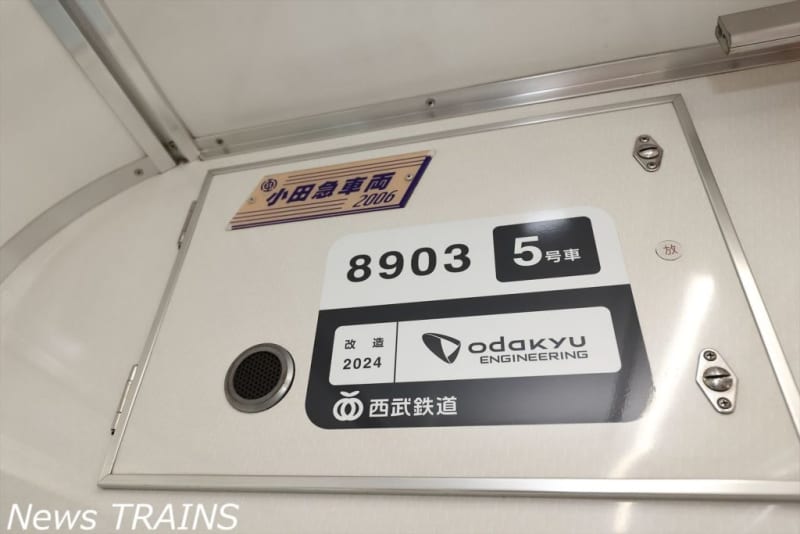 小田急車両
2006
8903
5号車
放
改造
2024
odakyu
ENGINEERING
西武鉄道
News TRAINS